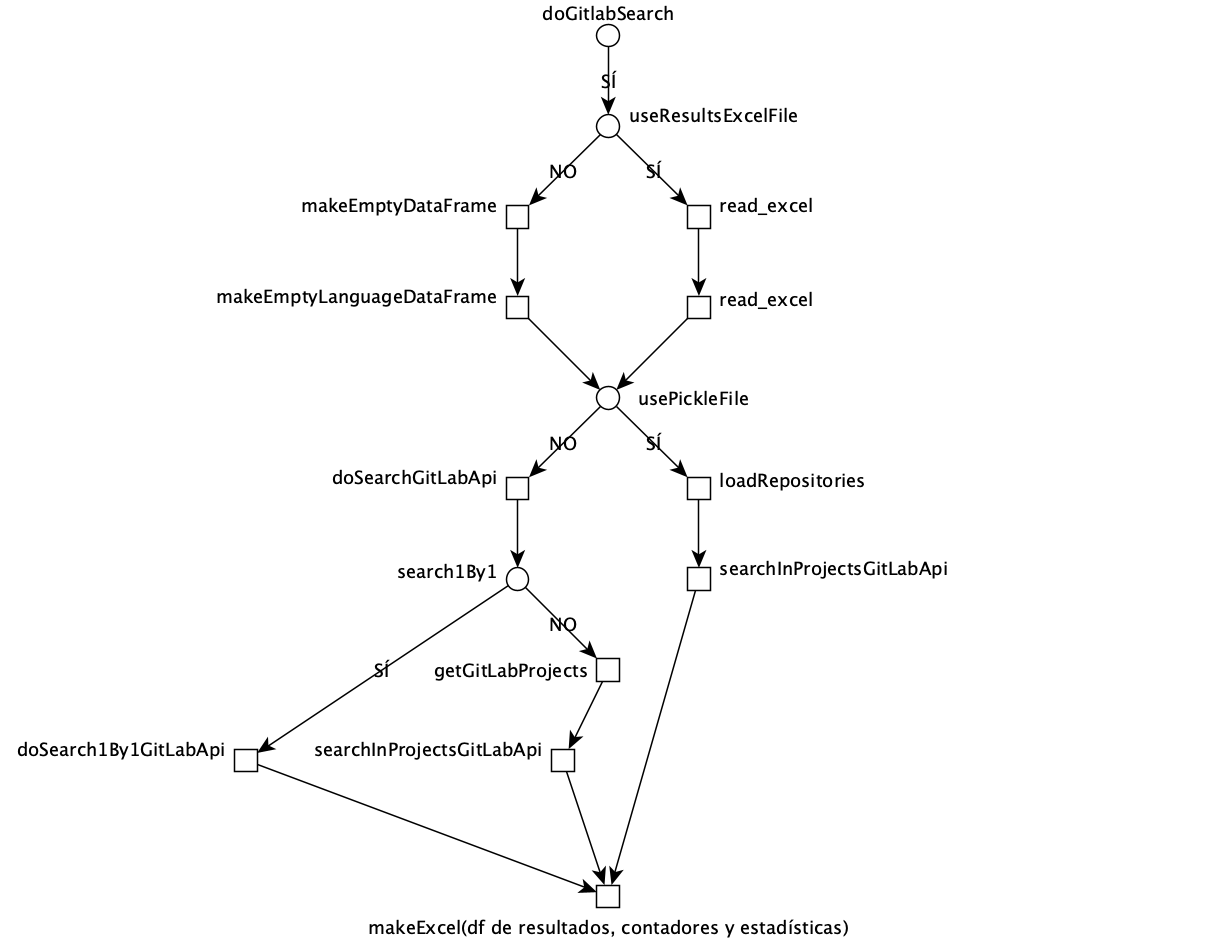 doGitlabSearch
SÍ
useResultsExcelFile
NO
SÍ
makeEmptyDataFrame
read_excel
makeEmptyLanguageDataFrame
read_excel
usePickleFile
NO
SÍ
doSearchGitLabApi
loadRepositories
search1By1
searchInProjectsGitLabApi
NO
SÍ
getGitLabProjects
doSearch1By1GitLabApi
searchInProjectsGitLabApi
makeExcel(df de resultados, contadores y estadísticas)